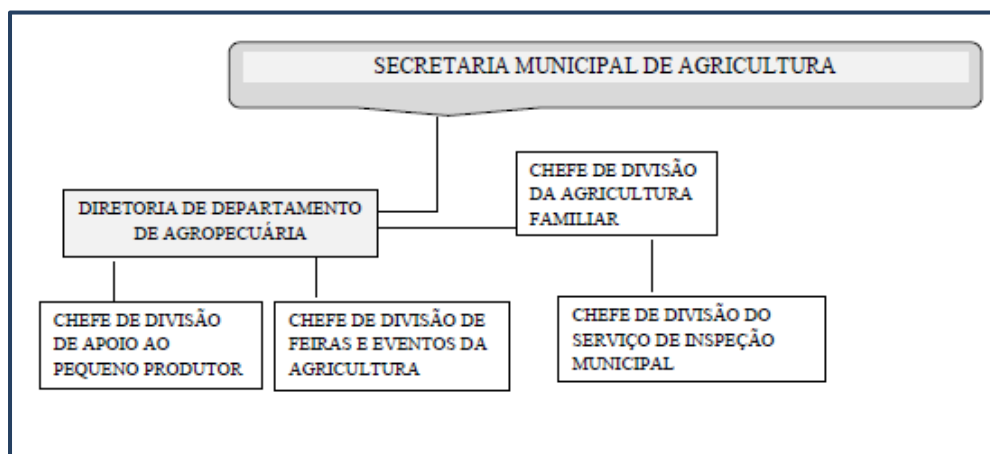 SECRETARIA MUNICIPAL DE AGRICULTURA
CHEFE DE DIVISÃO
DA AGRICULTURA
FAMILIAR
DIRETORIA DE DEPARTAMENTO
DE AGROPECUÁRIA
CHEFE DE DIVISÃO
DE APOIO AO
PEQUENO PRODUTOR
CHEFE DE DIVISÃO DE
FEIRAS E EVENTOS DA
AGRICULTURA
CHEFE DE DIVISÃO DO
SERVIÇO DE INSPEÇÃO
MUNICIPAL